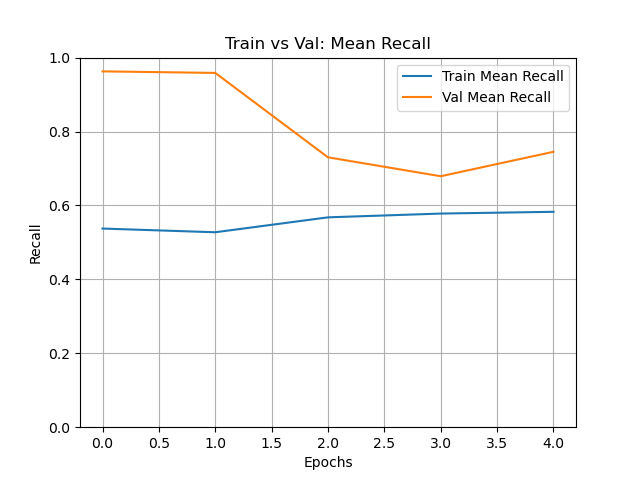 Train vs Val: Mean Recall
Train Mean Recall
Val Mean Recall
Recall
1.0
0.8
0.6
0.4
0.2
0.0
0.0 0.5 1.0 1.5 2.0 2.5 3.0 3.5 4.0
Epochs